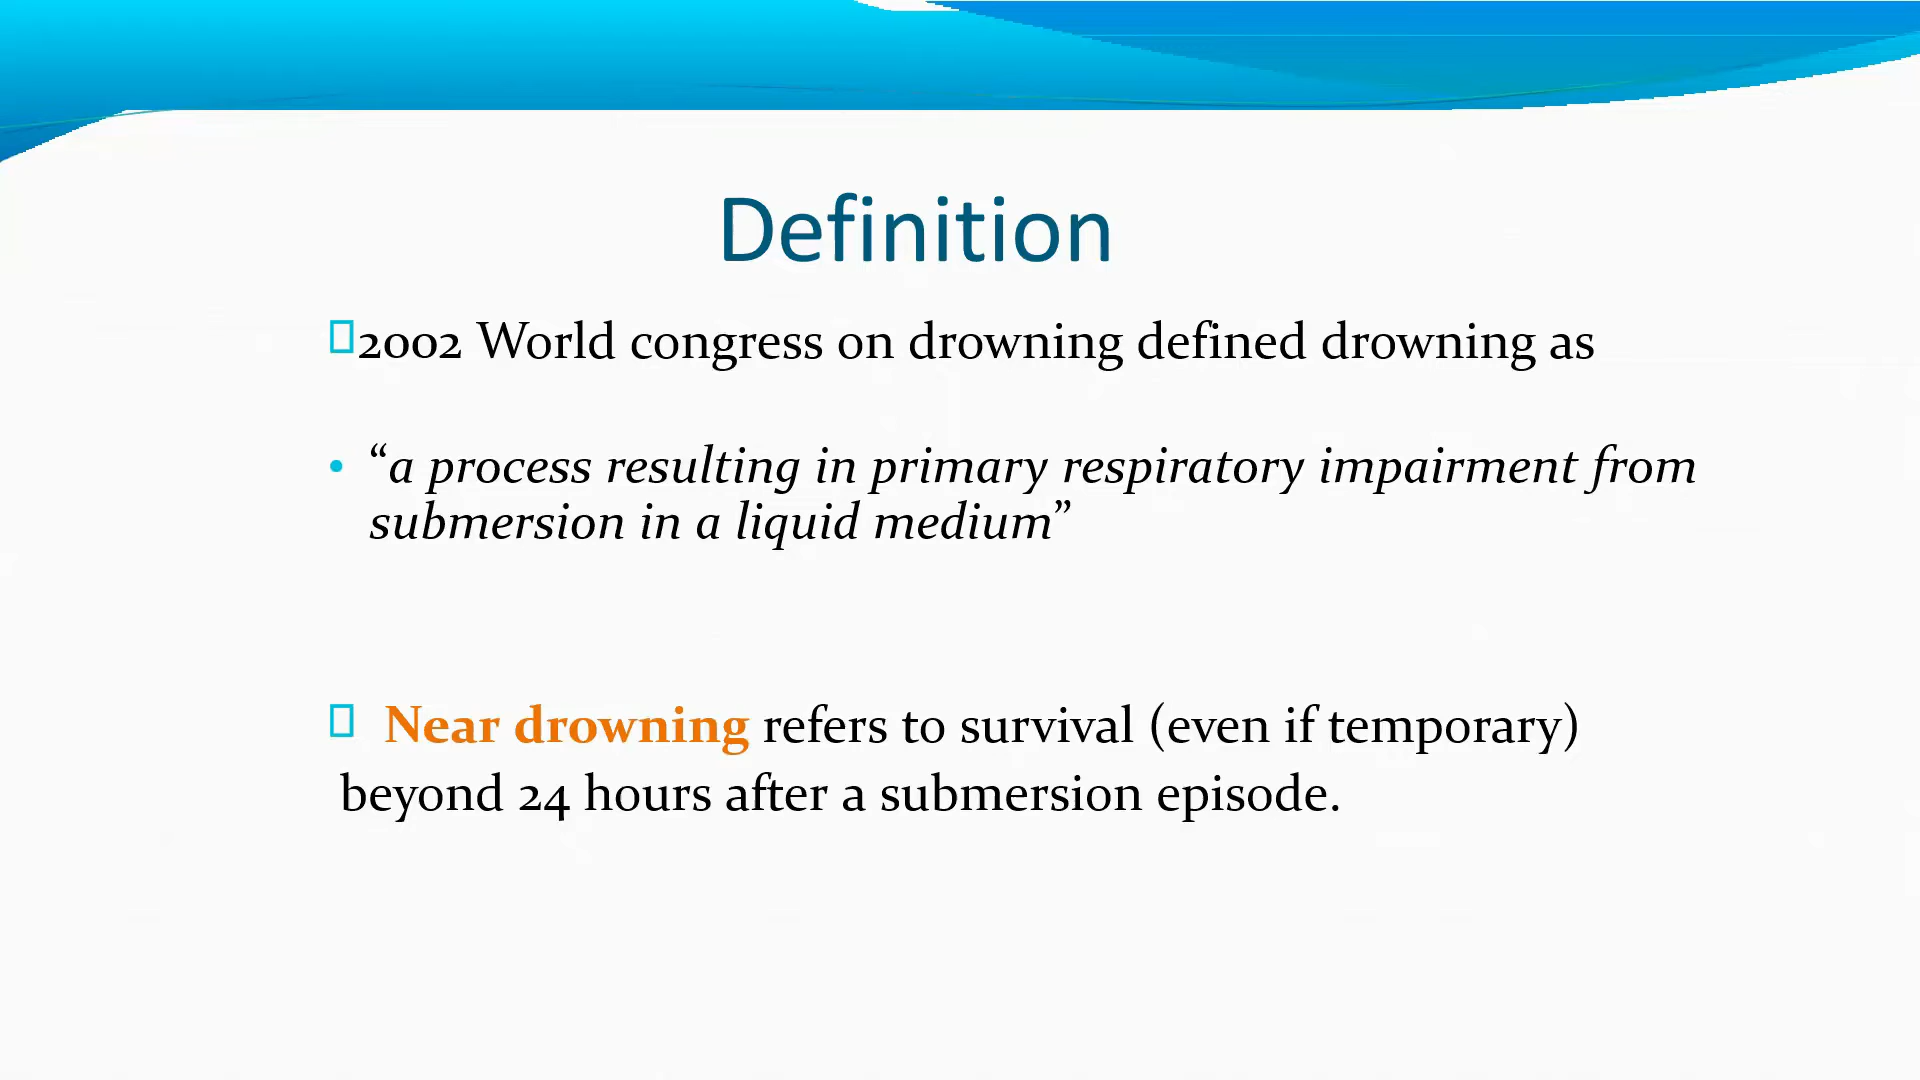 Definition
2002 World congress on drowning defined drowning as
• “a process resulting in primary respiratory impairment from
submersion in a liquid medium”
Near drowning refers to survival (even if temporary)
beyond 24 hours after a submersion episode.